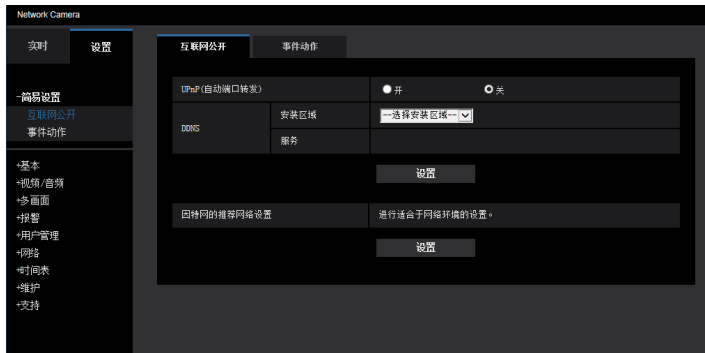 Network Camera
实时 设置
互联网公开 事件动作
-简易设置
互联网公开
事件动作
+基本
+视频/音频
+多画面
+报警
+用户管理
+网络
+时间表
+维护
+支持
UPnP(自动端口转发) 开 关
DDNS 安装区域 --选择安装区域--
服务
设置
因特网的推荐网络设置 进行适合于网络环境的设置。
设置